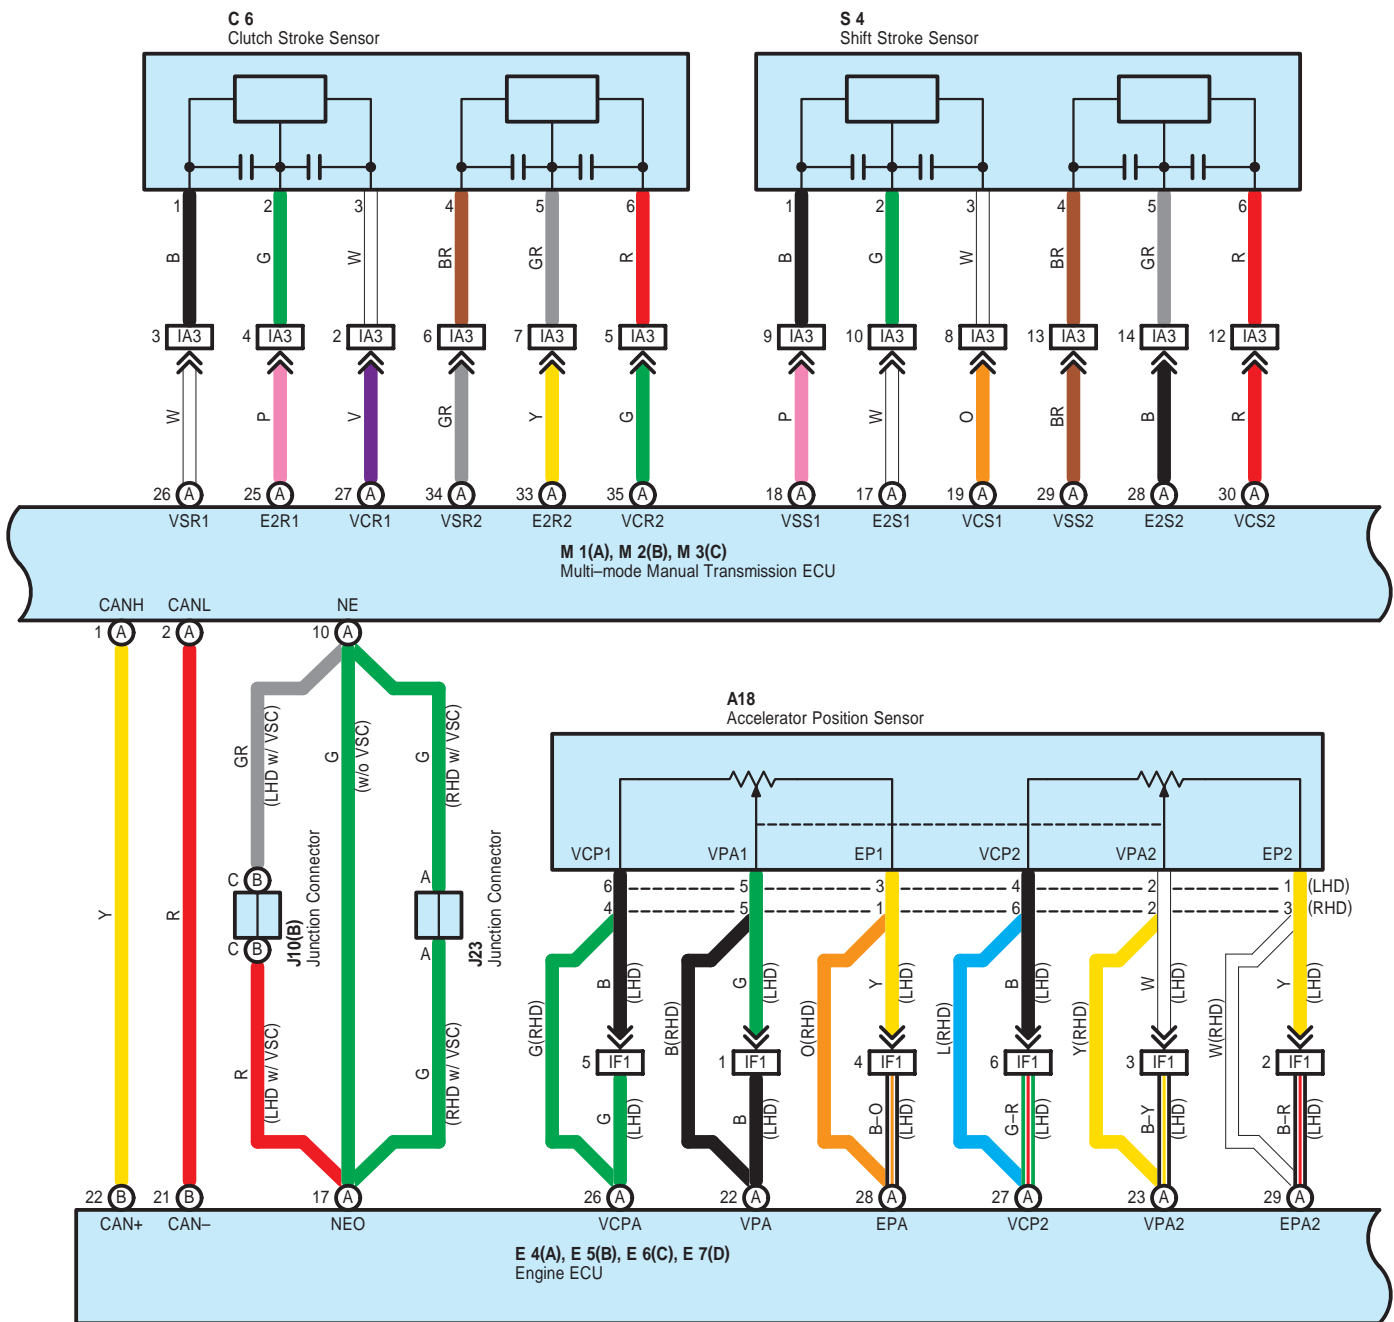 C 6
Clutch Stroke Sensor
S 4
Shift Stroke Sensor
1 2 3 4 5 6 1 2 3 4 5 6
B G W BR GR R B G W BR GR R
3 IA3 4 IA3 2 IA3 6 IA3 7 IA3 5 IA3 9 IA3 10 IA3 8 IA3 13 IA3 14 IA3 12 IA3
W P V GR Y G P W O BR B R
26 A 25 A 27 A 34 A 33 A 35 A 18 A 17 A 19 A 29 A 28 A 30 A
VSR1 E2R1 VCR1 VSR2 E2R2 VCR2 VSS1 E2S1 VCS1 VSS2 E2S2 VCS2
M 1(A), M 2(B), M 3(C)
Multi–mode Manual Transmission ECU
CANH CANL NE
1 A 2 A 10 A
A18
Accelerator Position Sensor
GR (LHD w/ VSC) G (w/o VSC) G (RHD w/ VSC)
VCP1 VPA1 EP1 VCP2 VPA2 EP2
6 5 3 4 2 1 (LHD)
4 5 1 6 2 3 (RHD)
C B A
J10(B)
Junction Connector
J23
Junction Connector
C B A
Y R
B (LHD) G (LHD) Y (LHD) B (LHD) W (LHD) Y (LHD)
G(RHD) B(RHD) O(RHD) L(RHD) Y(RHD) W(RHD)
5 IF1 1 IF1 4 IF1 6 IF1 3 IF1 2 IF1
R (LHD w/ VSC) G (RHD w/ VSC)
G (LHD) B (LHD) B–O (LHD) G–R (LHD) B–Y (LHD) B–R (LHD)
22 B 21 B 17 A 26 A 22 A 28 A 27 A 23 A 29 A
CAN+ CAN– NEO VCPA VPA EPA VCP2 VPA2 EPA2
E 4(A), E 5(B), E 6(C), E 7(D)
Engine ECU